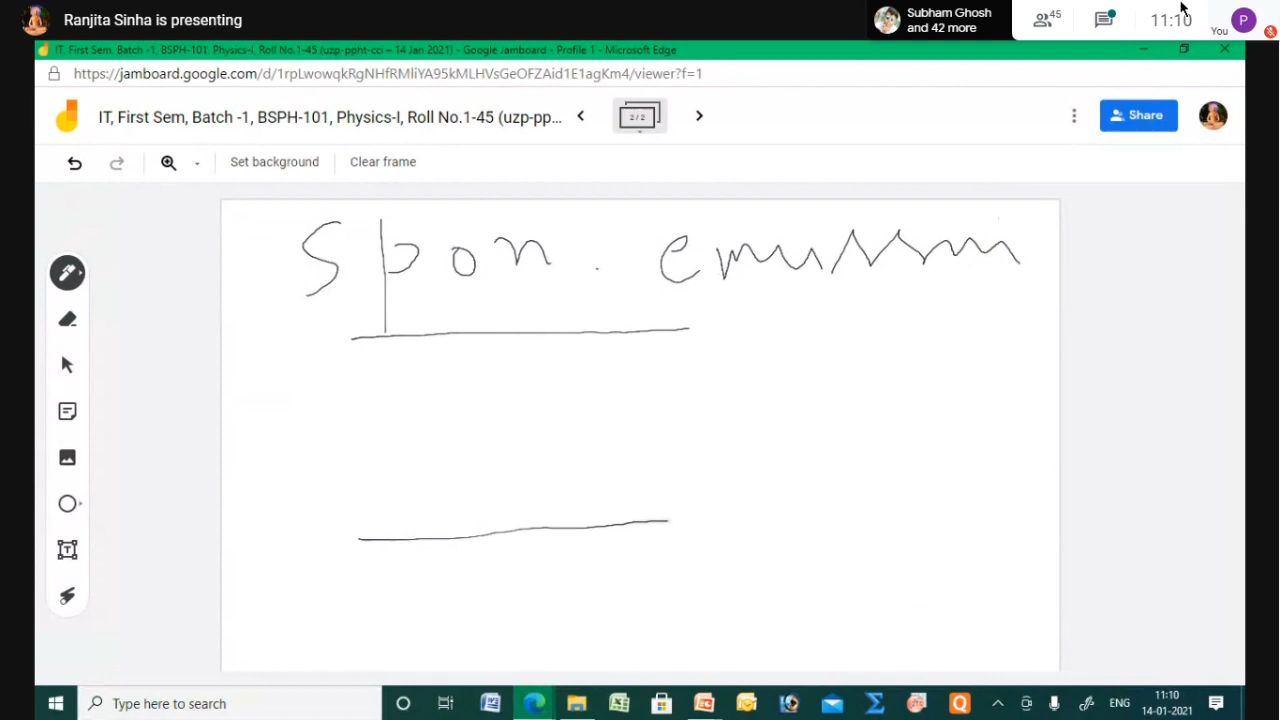 Ranjita Sinha is presenting
Subham Ghosh
and 42 more
45
11:10
You
P
IT, First Sem, Batch -1, BSPH-101, Physics-I, Roll No.1-45 (uzp-ppht-cci – 14 Jan 2021) - Google Jamboard - Profile 1 - Microsoft Edge
https://jamboard.google.com/d/1rpLwowqkRgNHfRMliYA95kMLHVsGeOFZAid1E1agKm4/viewer?f=1
IT, First Sem, Batch -1, BSPH-101, Physics-I, Roll No.1-45 (uzp-pp...
2 / 2
Share
Set background
Clear frame
Spon. emission
Type here to search
ENG
11:10
14-01-2021